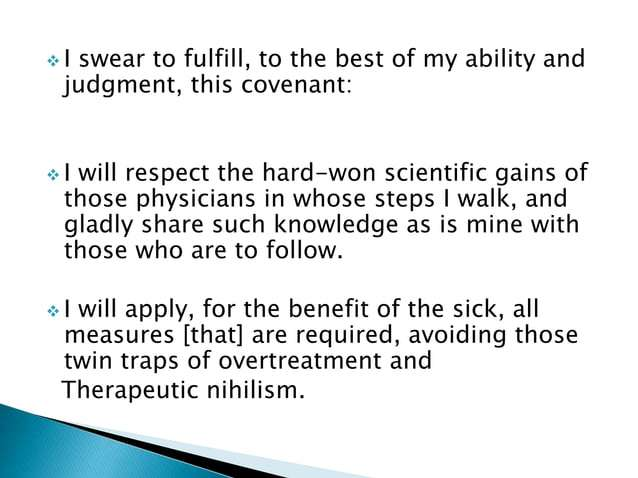 I swear to fulfill, to the best of my ability and
judgment, this covenant:
I will respect the hard-won scientific gains of
those physicians in whose steps I walk, and
gladly share such knowledge as is mine with
those who are to follow.
I will apply, for the benefit of the sick, all
measures [that] are required, avoiding those
twin traps of overtreatment and
Therapeutic nihilism.